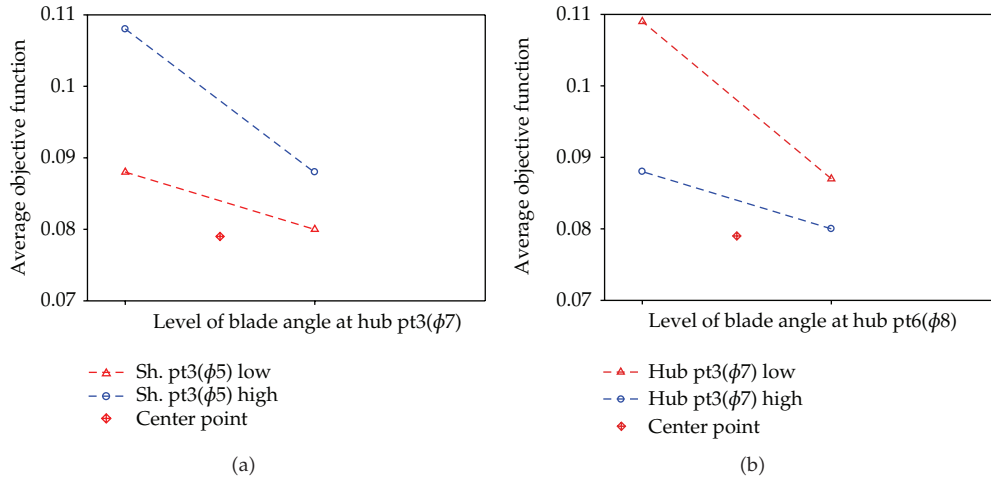 0.11
0.1
0.09
0.08
0.07
Average objective function
Level of blade angle at hub pt3(ϕ7)
Sh. pt3(ϕ5) low
Sh. pt3(ϕ5) high
Center point
(a)
0.11
0.1
0.09
0.08
0.07
Average objective function
Level of blade angle at hub pt6(ϕ8)
Hub pt3(ϕ7) low
Hub pt3(ϕ7) high
Center point
(b)